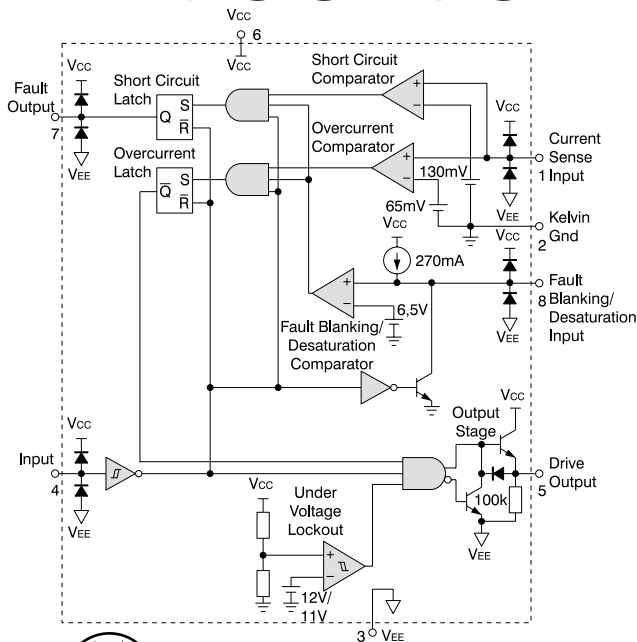 VCC
6
VCC
Short Circuit
Comparator
Short Circuit
Latch
VCC
Fault
Output
7
VEE
S
Q
R̅
Overcurrent
Comparator
VCC
Current
Sense
1 Input
VEE
Overcurrent
Latch
S
Q̅
R̅
130mV
65mV
Kelvin
Gnd
2
VCC
270mA
VCC
Fault
Blanking/
8 Desaturation
Input
VEE
6,5V
Fault Blanking/
Desaturation
Comparator
Output
Stage
VCC
VCC
Input
4
VEE
Drive
Output
5
100k
VEE
VCC
Under
Voltage
Lockout
12V/
11V
3
VEE